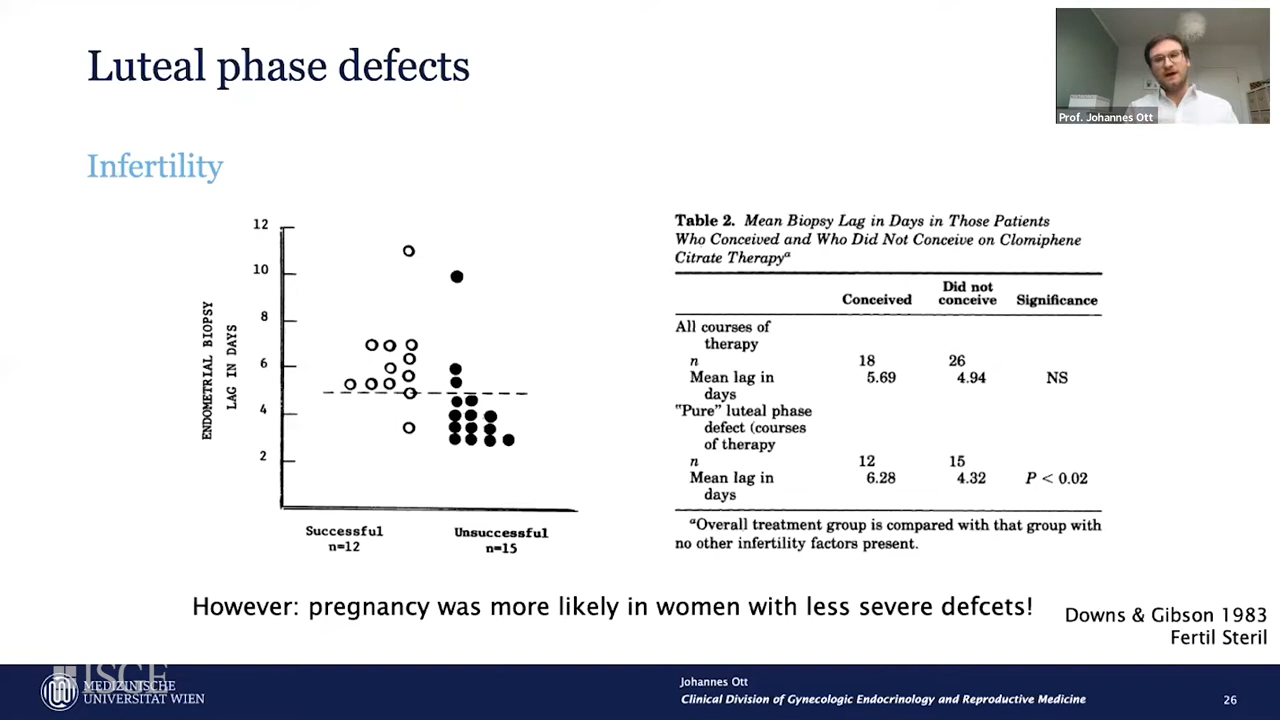 Luteal phase defects
Prof. Johannes Ott
Infertility
12
10
8
6
4
2
ENDOMETRIAL BIOPSY
LAG IN DAYS
Successful
n=12
Unsuccessful
n=15
Table 2. Mean Biopsy Lag in Days in Those Patients
Who Conceived and Who Did Not Conceive on Clomiphene
Citrate Therapyª
Conceived Did not conceive Significance
All courses of
therapy
n 18 26
Mean lag in 5.69 4.94 NS
days
"Pure" luteal phase
defect (courses
of therapy
n 12 15
Mean lag in 6.28 4.32 P < 0.02
days
ªOverall treatment group is compared with that group with
no other infertility factors present.
However: pregnancy was more likely in women with less severe defcets!
Downs & Gibson 1983
Fertil Steril
ISGE
MEDIZINISCHE
UNIVERSITÄT WIEN
Johannes Ott
Clinical Division of Gynecologic Endocrinology and Reproductive Medicine
26